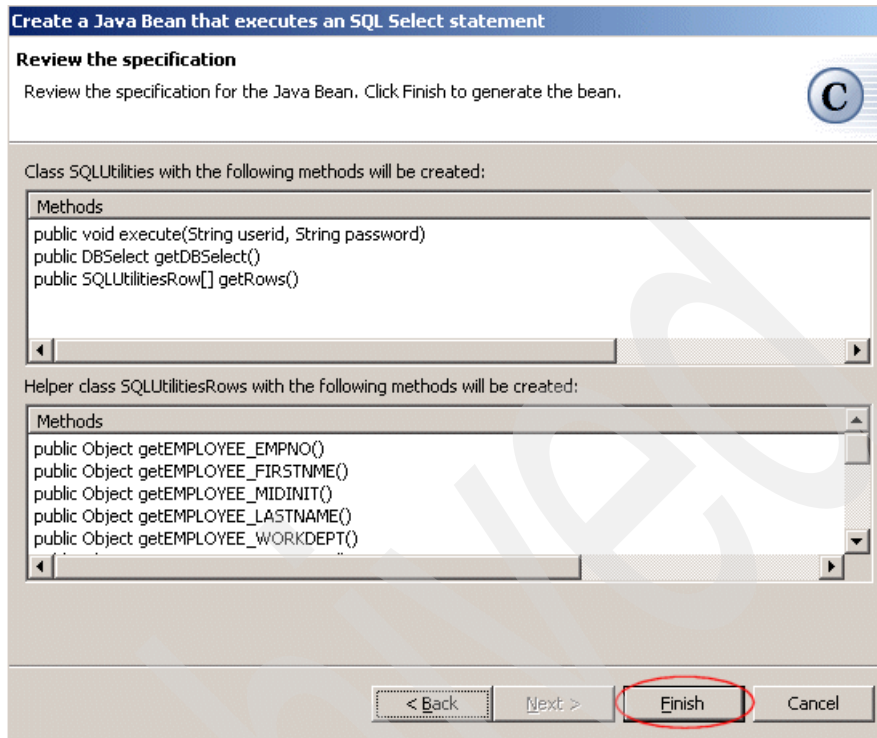 Create a Java Bean that executes an SQL Select statement
Review the specification
Review the specification for the Java Bean. Click Finish to generate the bean.
C
Class SQLUtilities with the following methods will be created:
Methods
public void execute(String userid, String password)
public DBSelect getDBSelect()
public SQLUtilitiesRow[] getRows()
Helper class SQLUtilitiesRows with the following methods will be created:
Methods
public Object getEMPLOYEE_EMPNO()
public Object getEMPLOYEE_FIRSTNME()
public Object getEMPLOYEE_MIDINIT()
public Object getEMPLOYEE_LASTNAME()
public Object getEMPLOYEE_WORKDEPT()
< Back
Next >
Finish
Cancel